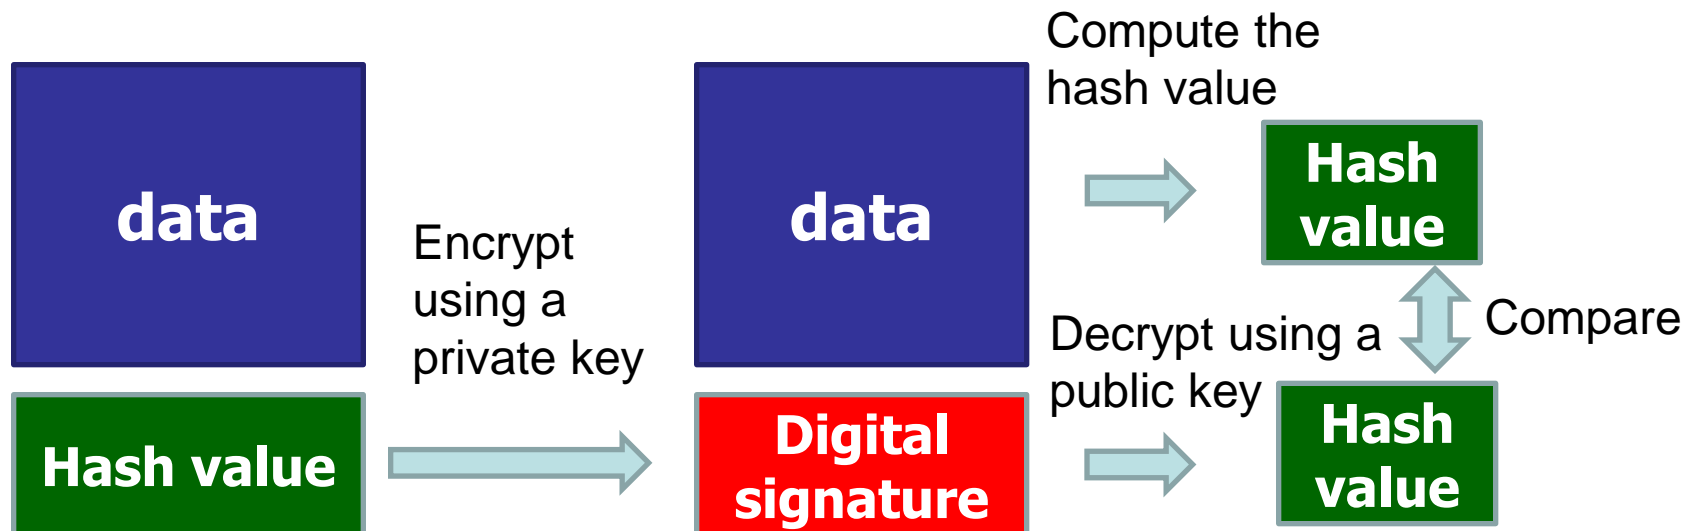 data
Hash value
Encrypt
using a
private key
data
Digital
signature
Compute the
hash value
Hash
value
Compare
Decrypt using a
public key
Hash
value